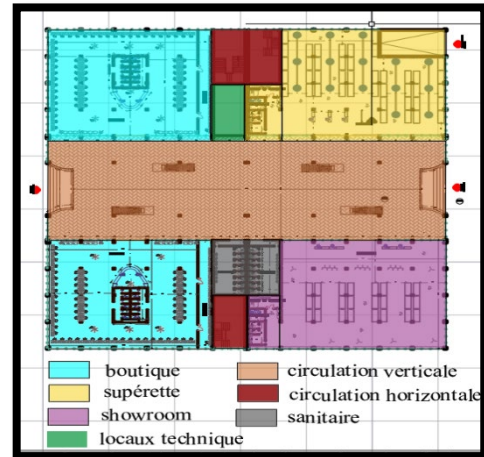 boutique
supérette
showroom
locaux technique
circulation verticale
circulation horizontale
sanitaire